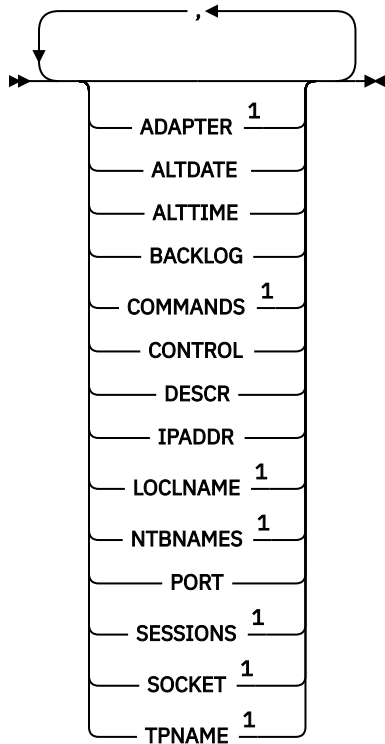 ,
ADAPTER 1
ALTDATE
ALTTIME
BACKLOG
COMMANDS 1
CONTROL
DESCR
IPADDR
LOCLNAME 1
NTBNAMES 1
PORT
SESSIONS 1
SOCKET 1
TPNAME 1